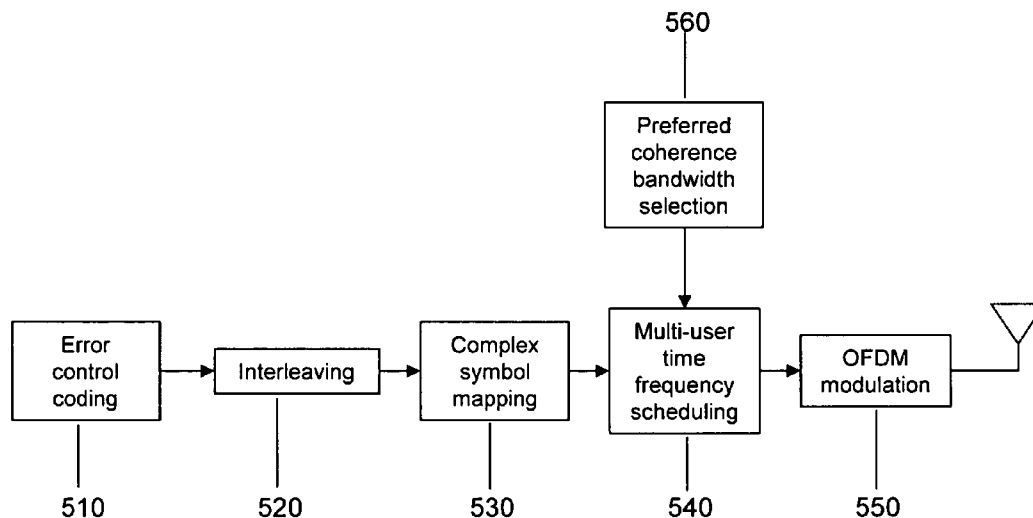 560
Preferred
coherence
bandwidth
selection
Error
control
coding
Interleaving
Complex
symbol
mapping
Multi-user
time
frequency
scheduling
OFDM
modulation
510
520
530
540
550